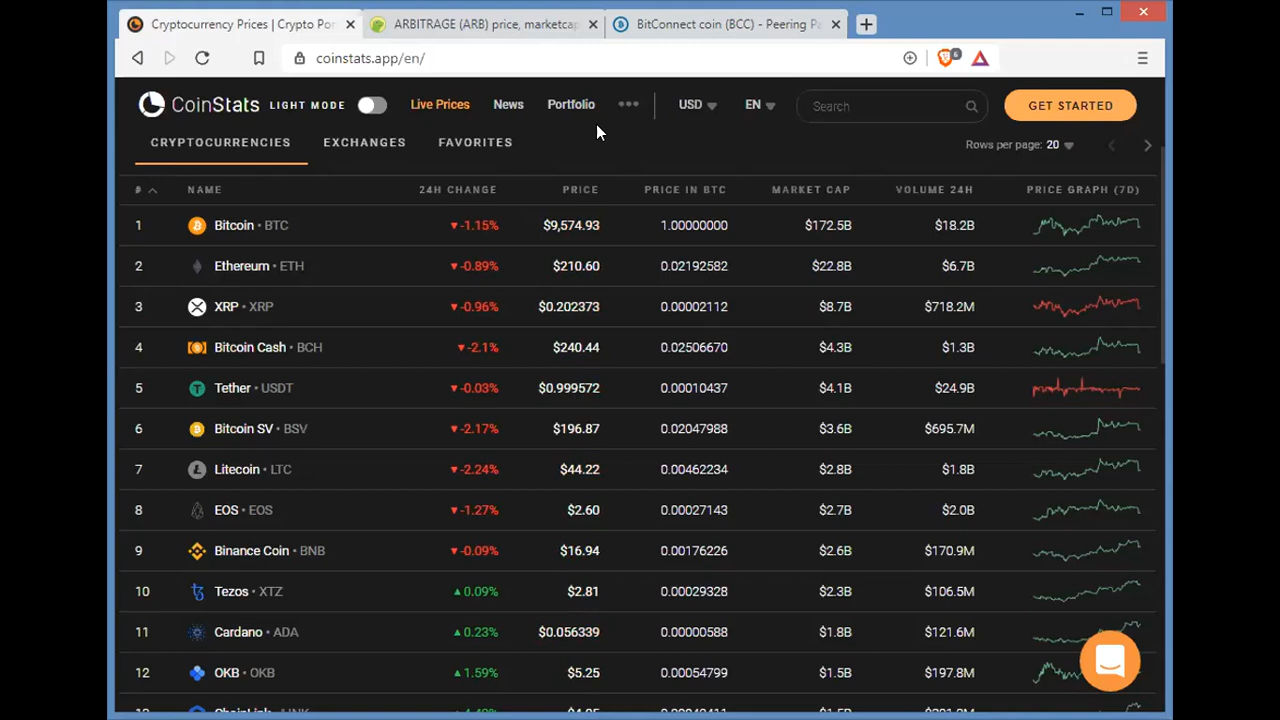 Cryptocurrency Prices | Crypto Por
ARBITRAGE (ARB) price, marketcap
BitConnect coin (BCC) - Peering Pa
coinstats.app/en/
6
CoinStats LIGHT MODE Live Prices News Portfolio USD EN Search GET STARTED
CRYPTOCURRENCIES EXCHANGES FAVORITES Rows per page: 20
# NAME 24H CHANGE PRICE PRICE IN BTC MARKET CAP VOLUME 24H PRICE GRAPH (7D)
1 Bitcoin • BTC ▼-1.15% $9,574.93 1.00000000 $172.5B $18.2B
2 Ethereum • ETH ▼-0.89% $210.60 0.02192582 $22.8B $6.7B
3 XRP • XRP ▼-0.96% $0.202373 0.00002112 $8.7B $718.2M
4 Bitcoin Cash • BCH ▼-2.1% $240.44 0.02506670 $4.3B $1.3B
5 Tether • USDT ▼-0.03% $0.999572 0.00010437 $4.1B $24.9B
6 Bitcoin SV • BSV ▼-2.17% $196.87 0.02047988 $3.6B $695.7M
7 Litecoin • LTC ▼-2.24% $44.22 0.00462234 $2.8B $1.8B
8 EOS • EOS ▼-1.27% $2.60 0.00027143 $2.7B $2.0B
9 Binance Coin • BNB ▼-0.09% $16.94 0.00176226 $2.6B $170.9M
10 Tezos • XTZ ▲0.09% $2.81 0.00029328 $2.3B $106.5M
11 Cardano • ADA ▲0.23% $0.056339 0.00000588 $1.8B $121.6M
12 OKB • OKB ▲1.59% $5.25 0.00054799 $1.5B $197.8M